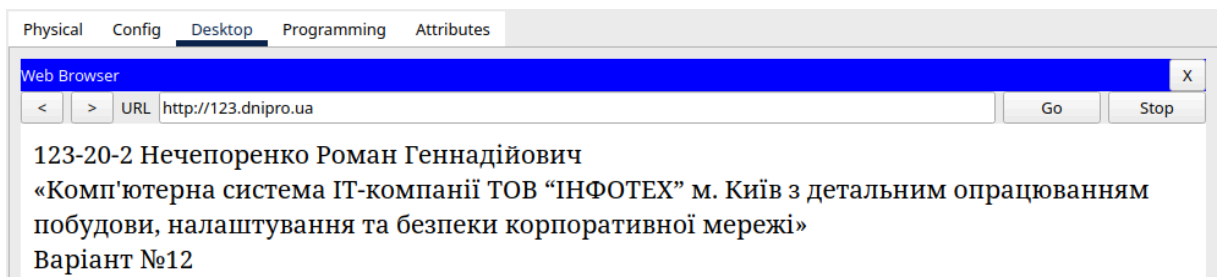 Physical Config Desktop Programming Attributes
Web Browser X
< > URL http://123.dnipro.ua Go Stop
123-20-2 Нечепоренко Роман Геннадійович
«Комп'ютерна система ІТ-компанії ТОВ “ІНФОТЕХ” м. Київ з детальним опрацюванням
побудови, налаштування та безпеки корпоративної мережі»
Варіант №12